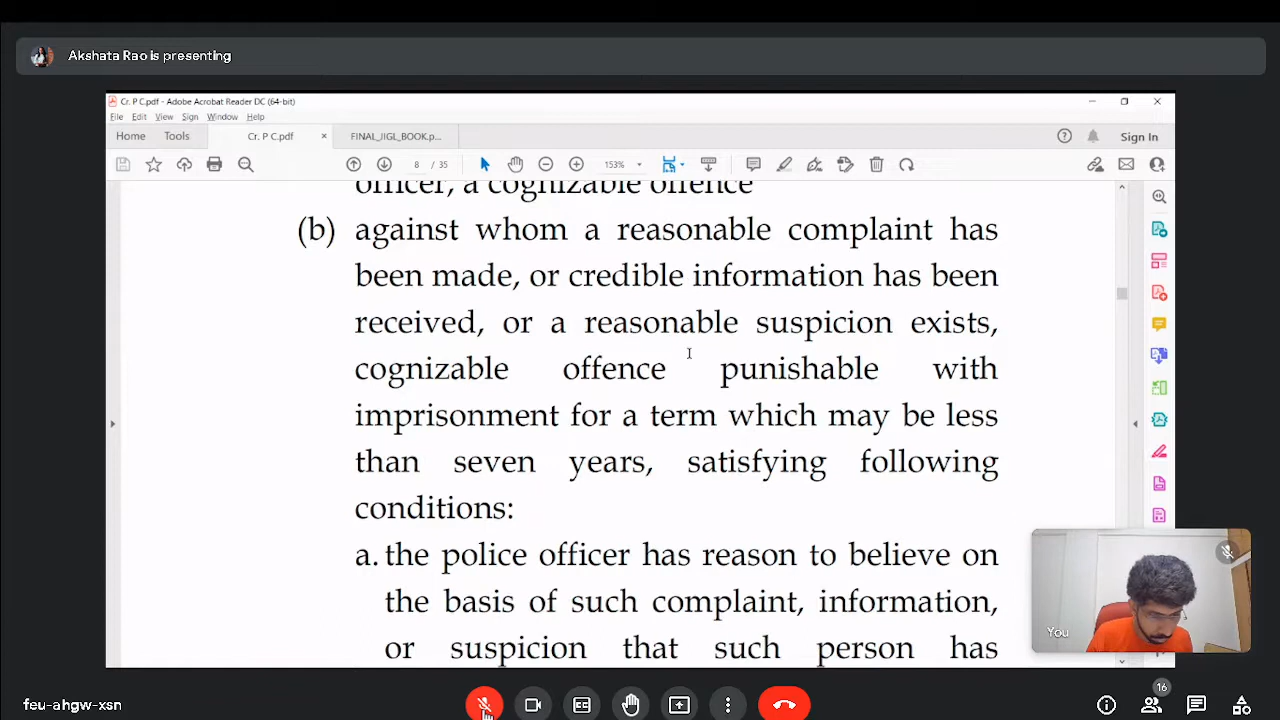 Akshata Rao is presenting
Cr. P C.pdf - Adobe Acrobat Reader DC (64-bit)
File Edit View Sign Window Help
Home Tools Cr. P C.pdf × FINAL_JIGL_BOOK.p... Sign In
8 / 35 153%
officer, a cognizable offence
(b) against whom a reasonable complaint has
been made, or credible information has been
received, or a reasonable suspicion exists,
cognizable offence punishable with
imprisonment for a term which may be less
than seven years, satisfying following
conditions:
a. the police officer has reason to believe on
the basis of such complaint, information,
or suspicion that such person has
You
feu-ahgw-xsn
16